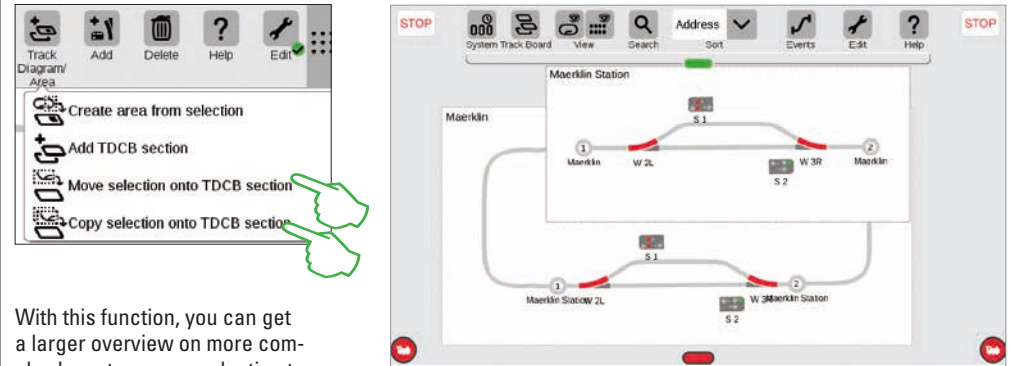 Track
Diagram/
Area
Add
Delete
Help
Edit
Create area from selection
Add TDCB section
Move selection onto TDCB section
Copy selection onto TDCB section
With this function, you can get
a larger overview on more com-
STOP
System
Track Board
View
Search
Address
Sort
Everts
Edit
Help
STOP
Maerklin Station
S 1
1
Maerklin
W 2L
W 3R
2
Maerklin
S 2
Maerklin
S 1
1
Maerklin Station
W 2L
2
W 3
Maerklin Station
S 2